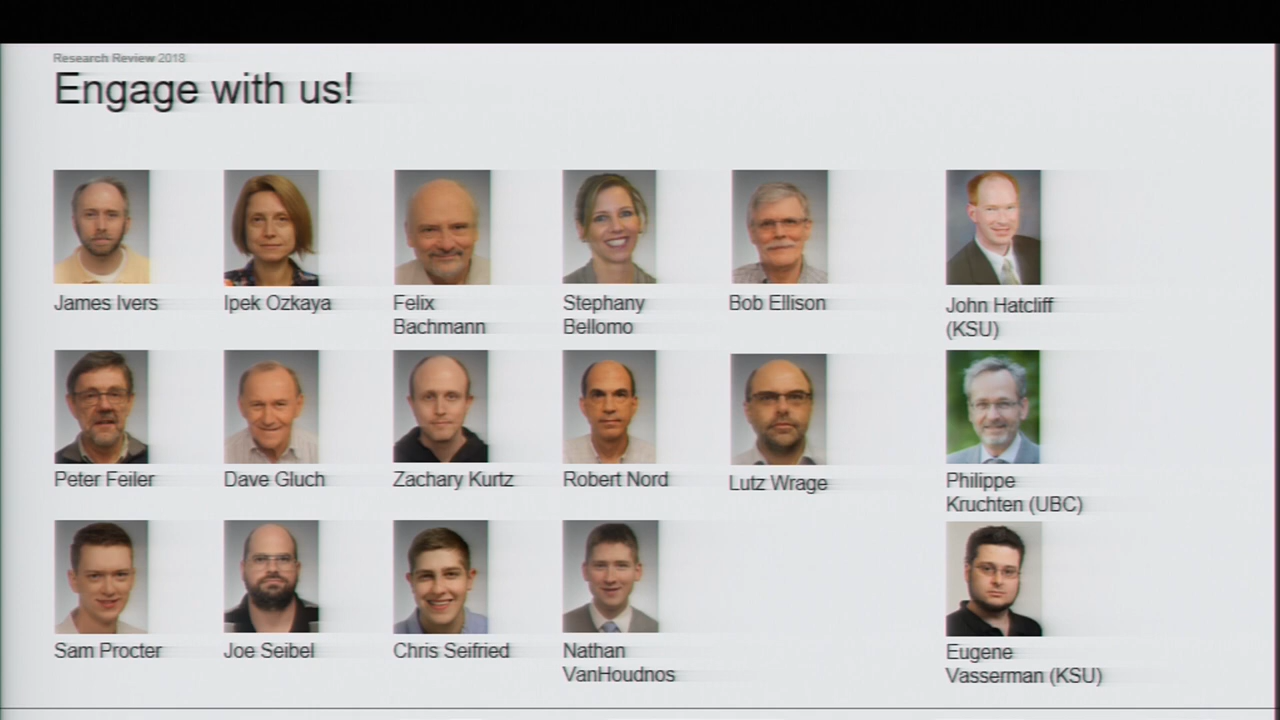 Research Review 2018
Engage with us!
James Ivers
Ipek Ozkaya
Felix
Bachmann
Stephany
Bellomo
Bob Ellison
John Hatcliff
(KSU)
Peter Feiler
Dave Gluch
Zachary Kurtz
Robert Nord
Lutz Wrage
Philippe
Kruchten (UBC)
Sam Procter
Joe Seibel
Chris Seifried
Nathan
VanHoudnos
Eugene
Vasserman (KSU)